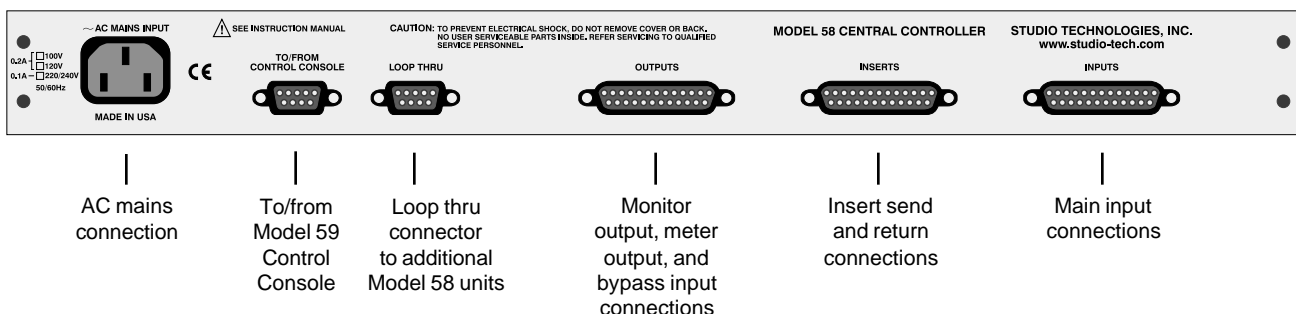 ~ AC MAINS INPUT
0.2A 100V
120V
0.1A 220/240V
50/60Hz
MADE IN USA
CE
SEE INSTRUCTION MANUAL
TO/FROM
CONTROL CONSOLE
CAUTION: TO PREVENT ELECTRICAL SHOCK, DO NOT REMOVE COVER OR BACK.
NO USER SERVICEABLE PARTS INSIDE. REFER SERVICING TO QUALIFIED
SERVICE PERSONNEL.
LOOP THRU
OUTPUTS
MODEL 58 CENTRAL CONTROLLER
INSERTS
STUDIO TECHNOLOGIES, INC.
www.studio-tech.com
INPUTS
AC mains
connection
To/from
Model 59
Control
Console
Loop thru
connector
to additional
Model 58 units
Monitor
output, meter
output, and
bypass input
connections
Insert send
and return
connections
Main input
connections